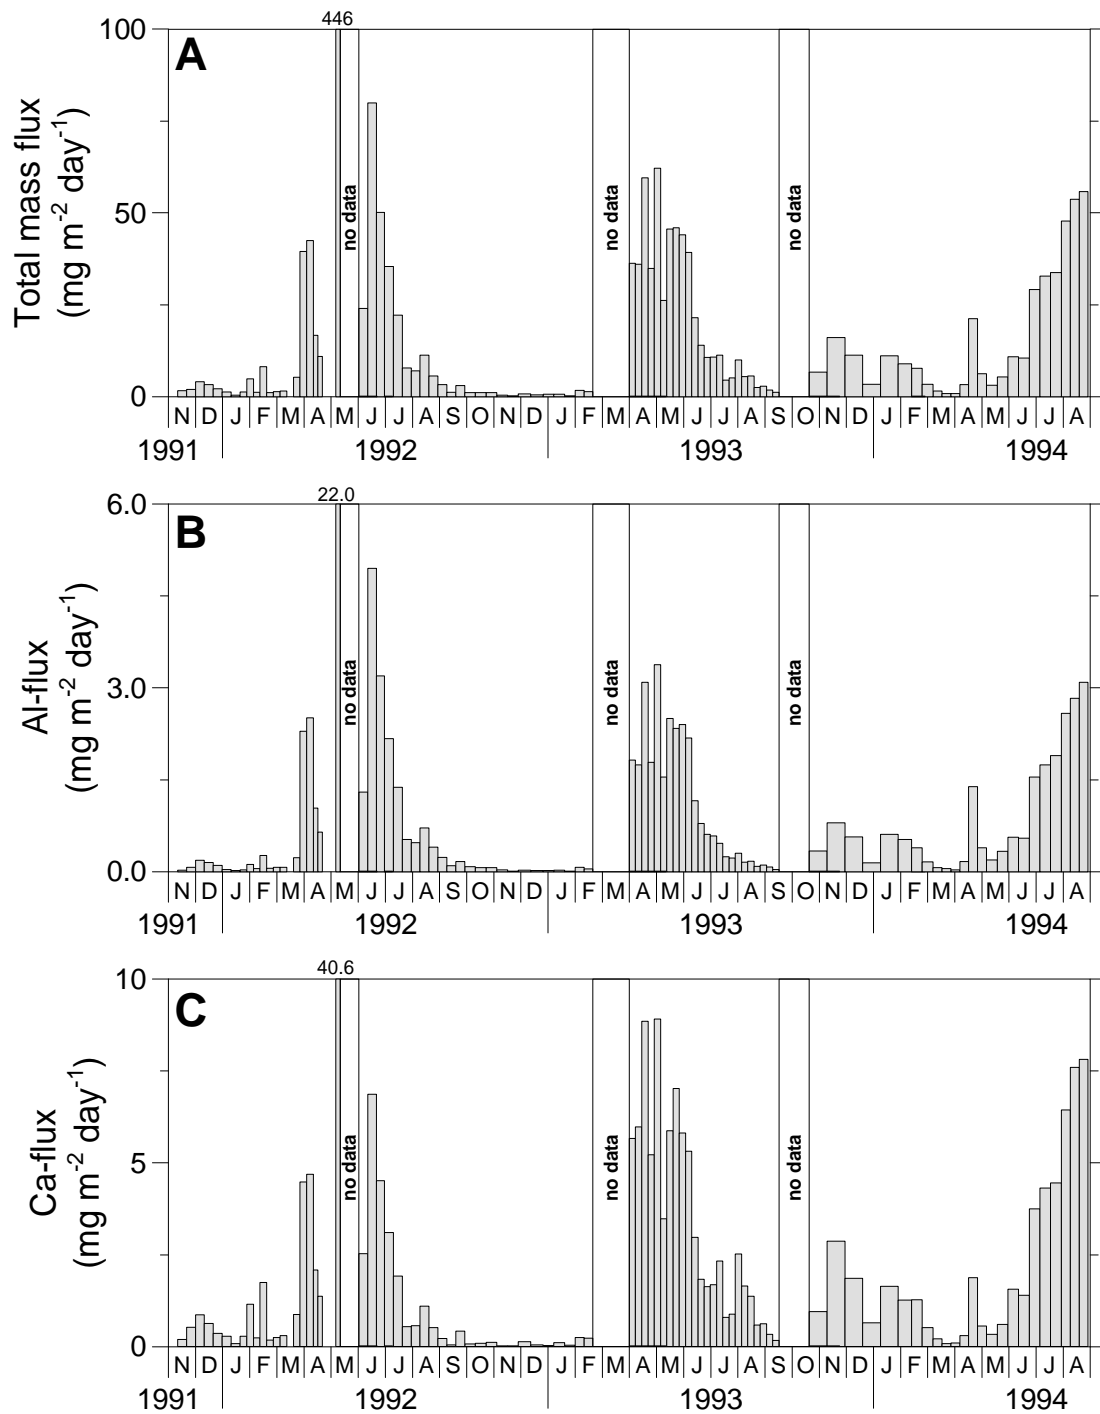 446
100
A
Total mass flux
(mg m-2 day-1)
50
no data
no data
no data
0
N D J F M A M J J A S O N D J F M A M J J A S O N D J F M A M J J A
1991 1992 1993 1994
22.0
6.0
B
Al-flux
(mg m-2 day-1)
3.0
no data
no data
no data
0.0
N D J F M A M J J A S O N D J F M A M J J A S O N D J F M A M J J A
1991 1992 1993 1994
40.6
10
C
Ca-flux
(mg m-2 day-1)
5
no data
no data
no data
0
N D J F M A M J J A S O N D J F M A M J J A S O N D J F M A M J J A
1991 1992 1993 1994